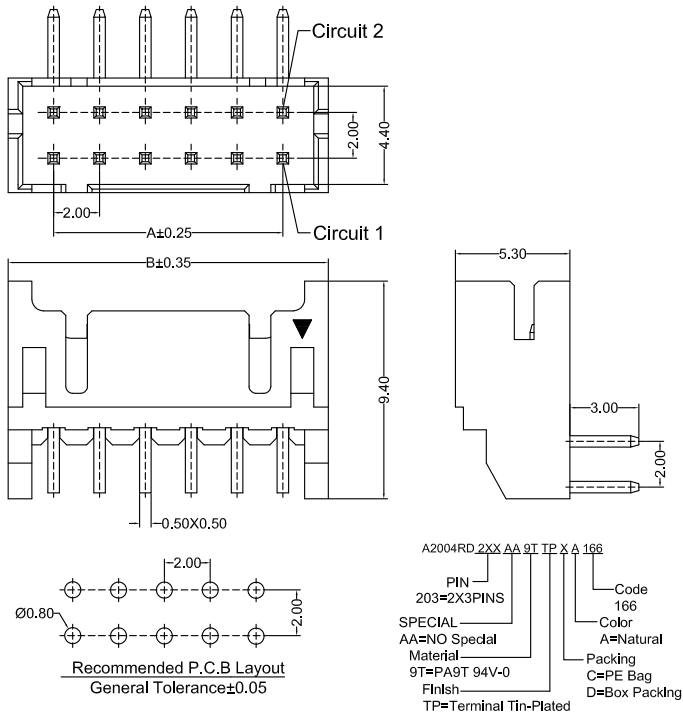 Circuit 2
2.00
4.40
2.00
A±0.25
Circuit 1
B±0.35
5.30
9.40
3.00
2.00
0.50X0.50
2.00
2.00
Ø0.80
Recommended P.C.B Layout
General Tolerance±0.05
A2004RD 2XX AA 9T TP X A 166
PIN
203=2X3PINS
Code
166
SPECIAL
AA=NO Special
Color
A=Natural
Material
9T=PA9T 94V-0
Packing
C=PE Bag
D=Box Packing
Finish
TP=Terminal Tin-Plated